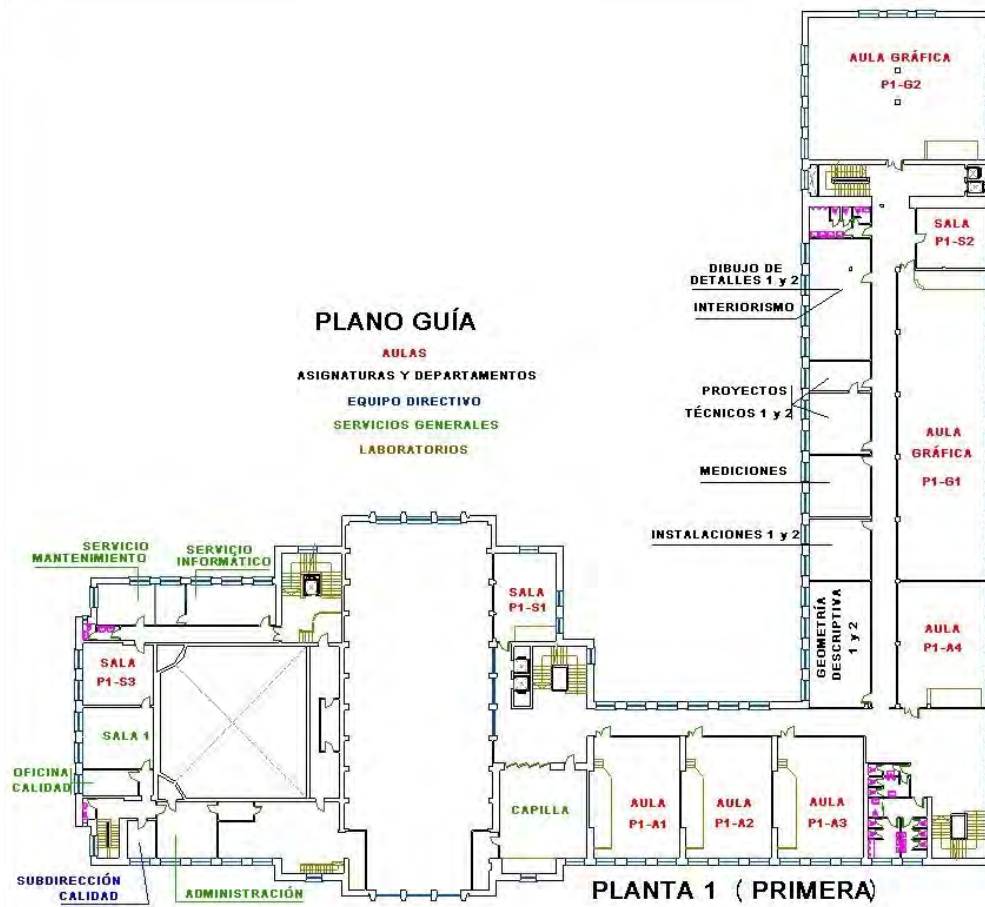 AULA GRÁFICA
P1-G2
SALA
P1-S2
DIBUJO DE
DETALLES 1 y 2
INTERIORISMO
PLANO GUÍA
AULAS
ASIGNATURAS Y DEPARTAMENTOS
EQUIPO DIRECTIVO
SERVICIOS GENERALES
LABORATORIOS
PROYECTOS
TÉCNICOS 1 y 2
AULA
GRÁFICA
P1-G1
MEDICIONES
INSTALACIONES 1 y 2
SERVICIO
MANTENIMIENTO
SERVICIO
INFORMÁTICO
SALA
P1-S1
GEOMETRÍA
DESCRIPTIVA
1 y 2
AULA
P1-A4
SALA
P1-S3
SALA 1
OFICINA
CALIDAD
CAPILLA
AULA
P1-A1
AULA
P1-A2
AULA
P1-A3
SUBDIRECCIÓN
CALIDAD
ADMINISTRACIÓN
PLANTA 1 ( PRIMERA)